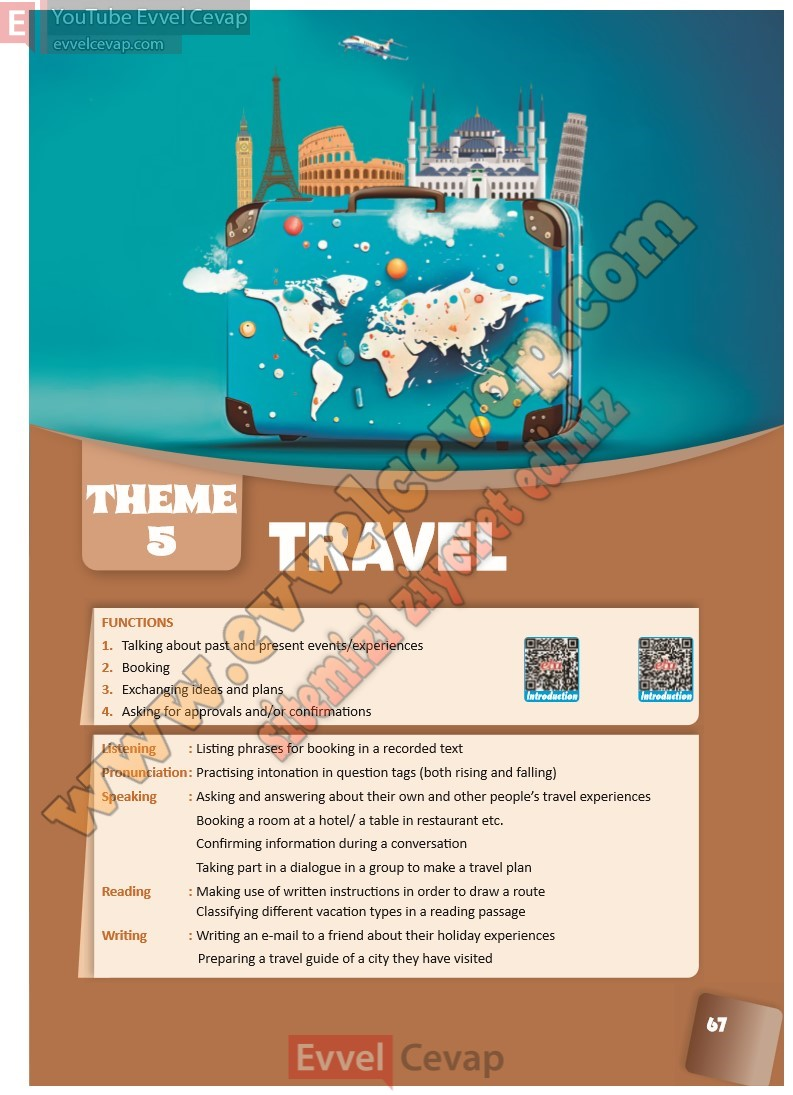 E
YouTube Evvel Cevap
evvelcevap.com
THEME
5
TRAVEL
www.evvelcevap.com
sitemizi ziyaret ediniz
FUNCTIONS
1. Talking about past and present events/experiences
2. Booking
3. Exchanging ideas and plans
4. Asking for approvals and/or confirmations
Introduction
Introduction
Listening : Listing phrases for booking in a recorded text
Pronunciation: Practising intonation in question tags (both rising and falling)
Speaking : Asking and answering about their own and other people's travel experiences
Booking a room at a hotel/ a table in restaurant etc.
Confirming information during a conversation
Taking part in a dialogue in a group to make a travel plan
Reading : Making use of written instructions in order to draw a route
Classifying different vacation types in a reading passage
Writing : Writing an e-mail to a friend about their holiday experiences
Preparing a travel guide of a city they have visited
67
Evvel Cevap